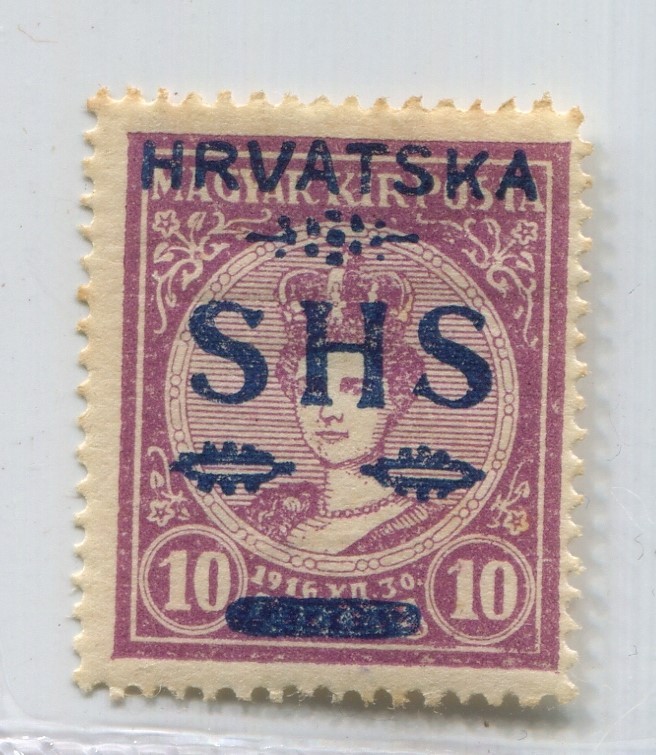 HRVATSKA
MAGYAR KIR POSTA
SHS
10 1916.XII.30. 10